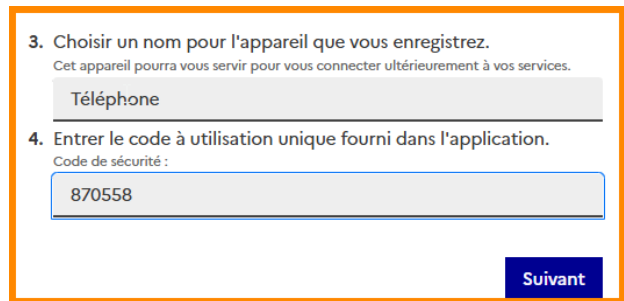 3. Choisir un nom pour l'appareil que vous enregistrez.
Cet appareil pourra vous servir pour vous connecter ultérieurement à vos services.
Téléphone
4. Entrer le code à utilisation unique fourni dans l'application.
Code de sécurité :
870558
Suivant